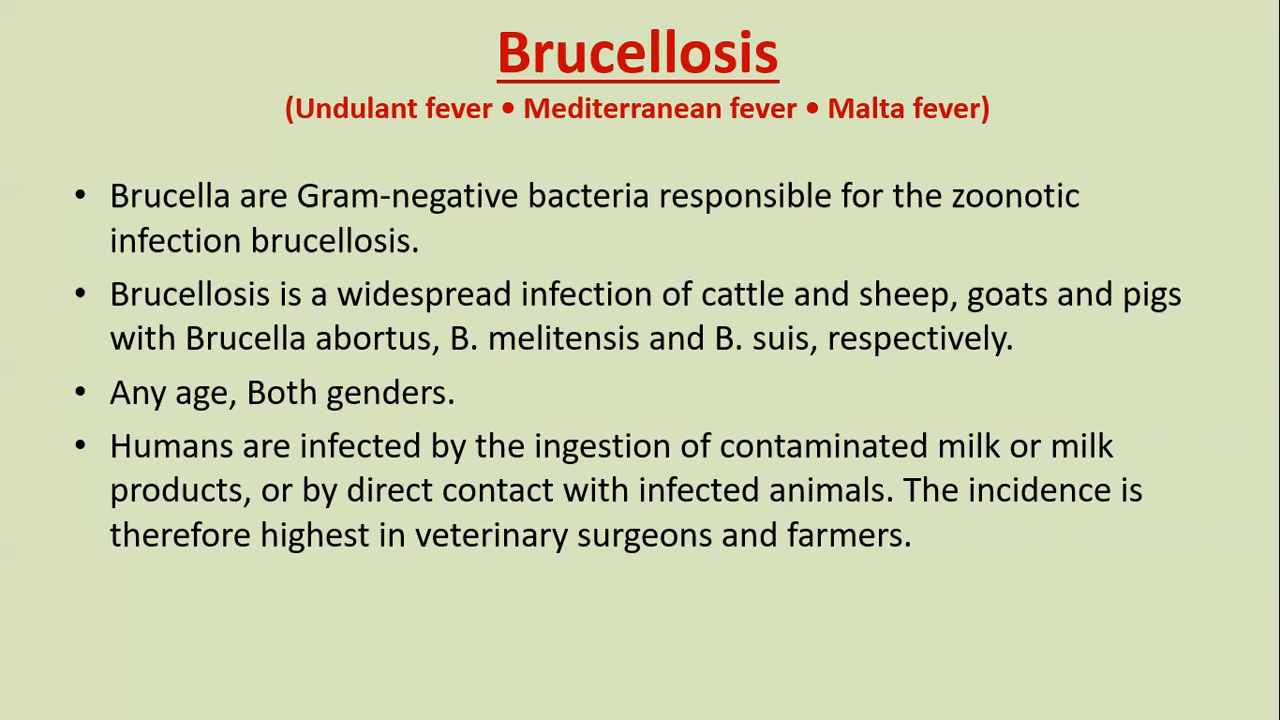 Brucellosis
(Undulant fever • Mediterranean fever • Malta fever)
• Brucella are Gram-negative bacteria responsible for the zoonotic
infection brucellosis.
• Brucellosis is a widespread infection of cattle and sheep, goats and pigs
with Brucella abortus, B. melitensis and B. suis, respectively.
• Any age, Both genders.
• Humans are infected by the ingestion of contaminated milk or milk
products, or by direct contact with infected animals. The incidence is
therefore highest in veterinary surgeons and farmers.